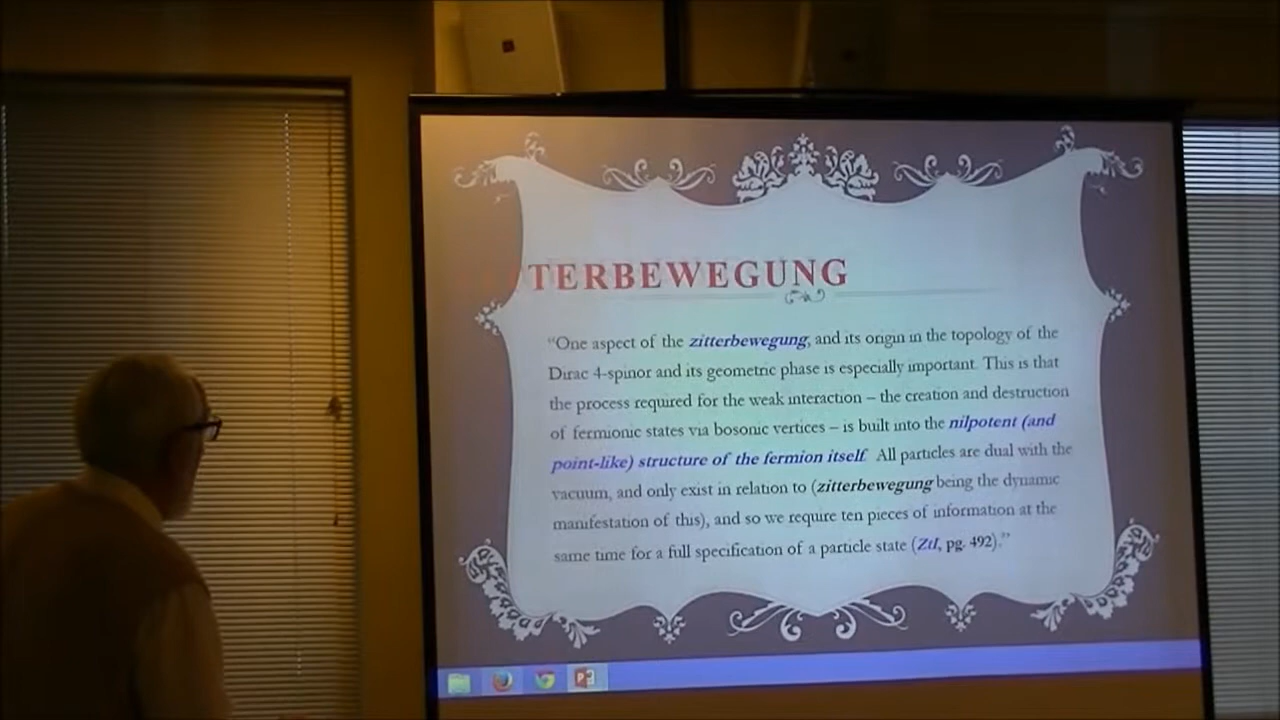 TERBEWEGUNG
“One aspect of the zitterbewegung, and its origin in the topology of the
Dirac 4-spinor and its geometric phase is especially important. This is that
the process required for the weak interaction – the creation and destruction
of fermionic states via bosonic vertices – is built into the nilpotent (and
point-like) structure of the fermion itself. All particles are dual with the
vacuum, and only exist in relation to (zitterbewegung being the dynamic
manifestation of this), and so we require ten pieces of information at the
same time for a full specification of a particle state (ZtI, pg. 492).”